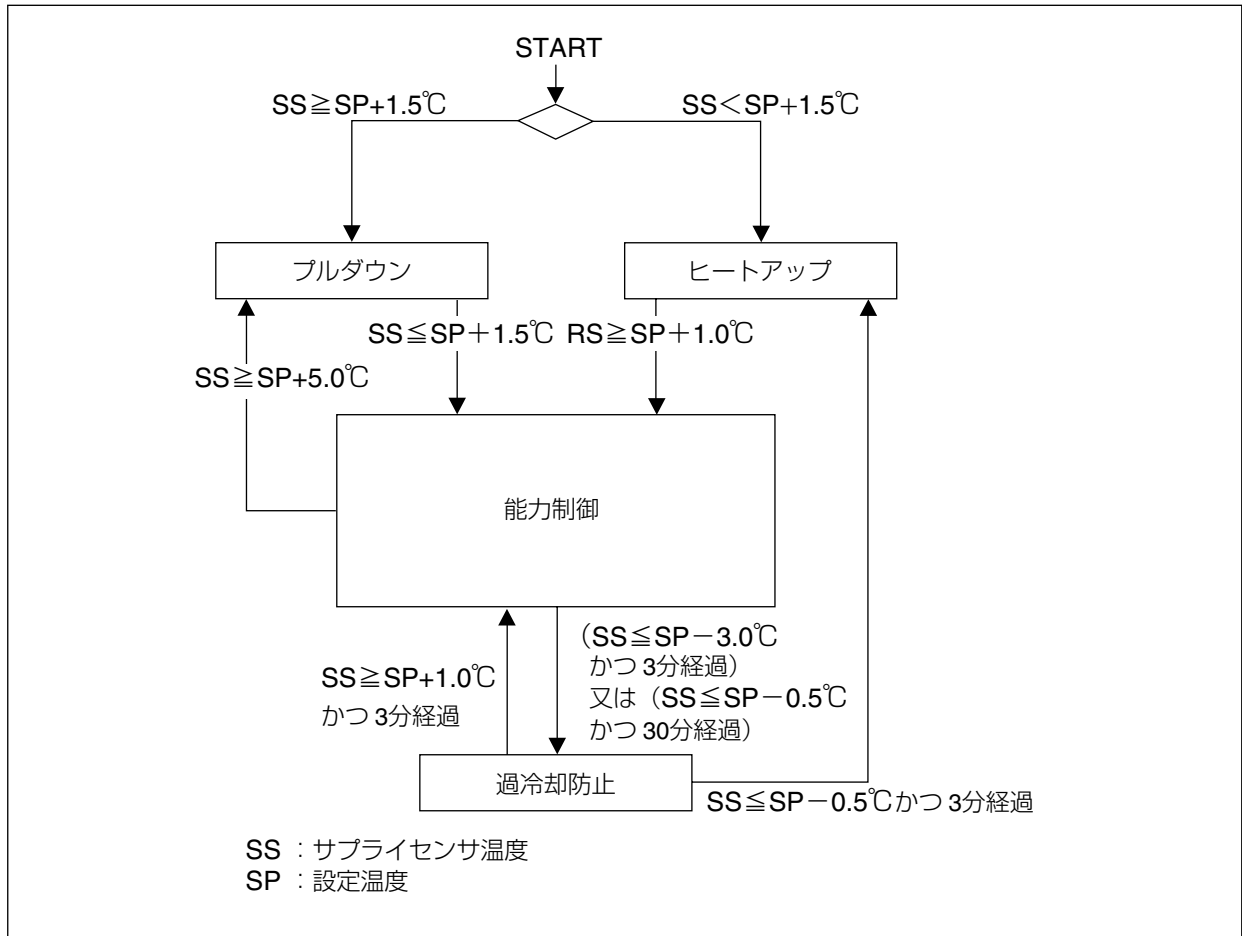 START
SS≧SP+1.5℃
SS＜SP+1.5℃
プルダウン
ヒートアップ
SS≦SP＋1.5℃
RS≧SP＋1.0℃
SS≧SP+5.0℃
能力制御
SS≧SP+1.0℃
かつ 3分経過
（SS≦SP－3.0℃
かつ 3分経過）
又は（SS≦SP－0.5℃
かつ 30分経過）
過冷却防止
SS≦SP－0.5℃かつ 3分経過
SS ：サプライセンサ温度
SP ：設定温度